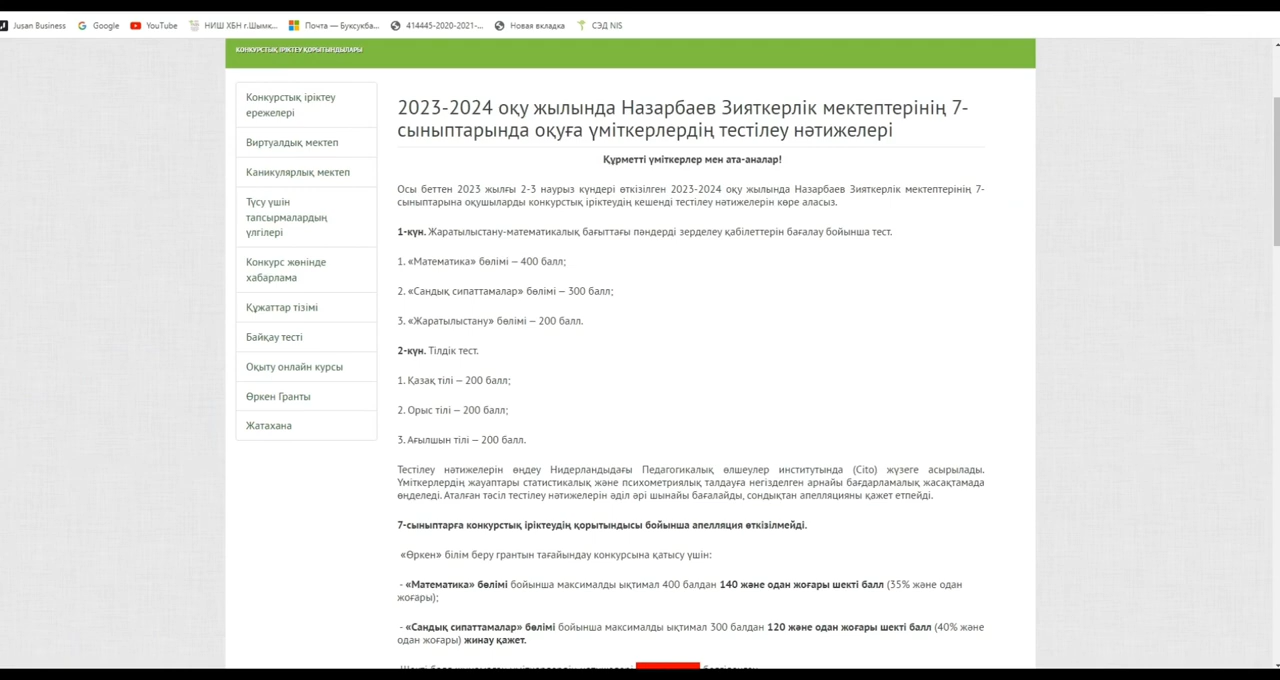 Jusan Business
Google
YouTube
НИШ ХБН г.Шымк...
Почта — Буксукба...
414445-2020-2021-...
Новая вкладка
СЭД NIS
КОНКУРСТЫҚ ІРІКТЕУ ҚОРЫТЫНДЫЛАРЫ
Конкурстық іріктеу
ережелері
Виртуалдық мектеп
Каникулярлық мектеп
Түсу үшін
тапсырмалардың
үлгілері
Конкурс жөнінде
хабарлама
Құжаттар тізімі
Байқау тесті
Оқыту онлайн курсы
Өркен Гранты
Жатахана
2023-2024 оқу жылында Назарбаев Зияткерлік мектептерінің 7-
сыныптарында оқуға үміткерлердің тестілеу нәтижелері
Құрметті үміткерлер мен ата-аналар!
Осы беттен 2023 жылғы 2-3 наурыз күндері өткізілген 2023-2024 оқу жылында Назарбаев Зияткерлік мектептерінің 7-
сыныптарына оқушыларды конкурстық іріктеудің кешенді тестілеу нәтижелерін көре аласыз.
1-күн. Жаратылыстану-математикалық бағыттағы пәндерді зерделеу қабілеттерін бағалау бойынша тест.
1. «Математика» бөлімі – 400 балл;
2. «Сандық сипаттамалар» бөлімі – 300 балл;
3. «Жаратылыстану» бөлімі – 200 балл.
2-күн. Тілдік тест.
1. Қазақ тілі – 200 балл;
2. Орыс тілі – 200 балл;
3. Ағылшын тілі – 200 балл.
Тестілеу нәтижелерін өңдеу Нидерландыдағы Педагогикалық өлшеулер институтында (Cito) жүзеге асырылады.
Үміткерлердің жауаптары статистикалық және психометриялық талдауға негізделген арнайы бағдарламалық жасақтамада
өңделеді. Аталған тәсіл тестілеу нәтижелерін әділ әрі шынайы бағалайды, сондықтан апелляцияны қажет етпейді.
7-сыныптарға конкурстық іріктеудің қорытындысы бойынша апелляция өткізілмейді.
«Өркен» білім беру грантын тағайындау конкурсына қатысу үшін:
- «Математика» бөлімі бойынша максималды ықтимал 400 балдан 140 және одан жоғары шекті балл (35% және одан
жоғары);
- «Сандық сипаттамалар» бөлімі бойынша максималды ықтимал 300 балдан 120 және одан жоғары шекті балл (40% және
одан жоғары) жинау қажет.